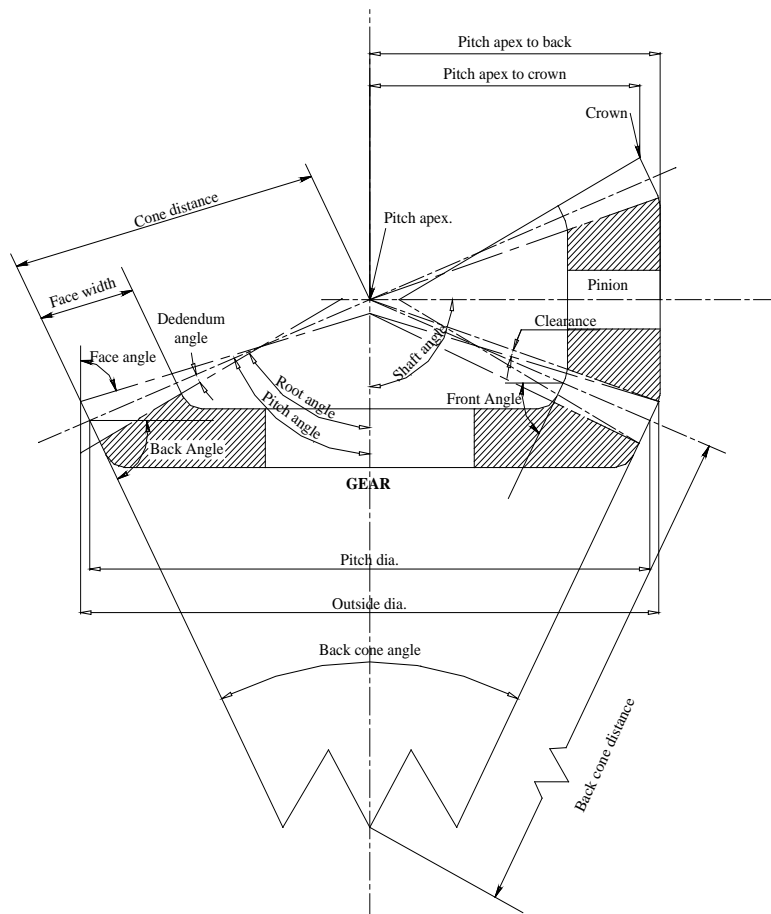 Pitch apex to back
Pitch apex to crown
Crown
Cone distance
Pitch apex.
Face width
Pinion
Dedendum
angle
Clearance
Face angle
Shaft angle
Root angle
Pitch angle
Front Angle
Back Angle
GEAR
Pitch dia.
Outside dia.
Back cone angle
Back cone distance